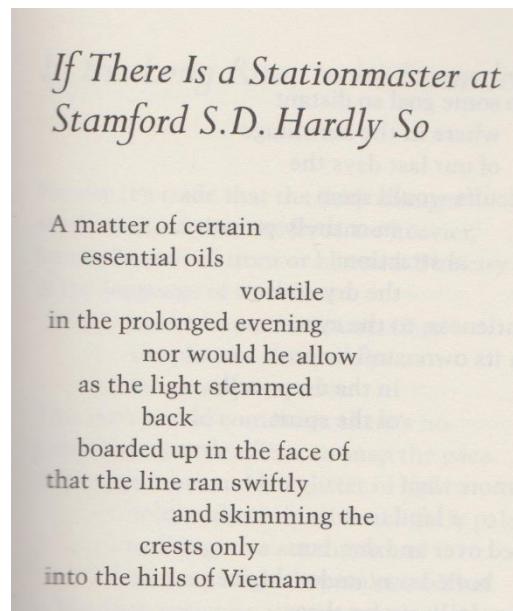 If There Is a Stationmaster at
Stamford S.D. Hardly So
A matter of certain
essential oils
volatile
in the prolonged evening
nor would he allow
as the light stemmed
back
boarded up in the face of
that the line ran swiftly
and skimming the
crests only
into the hills of Vietnam